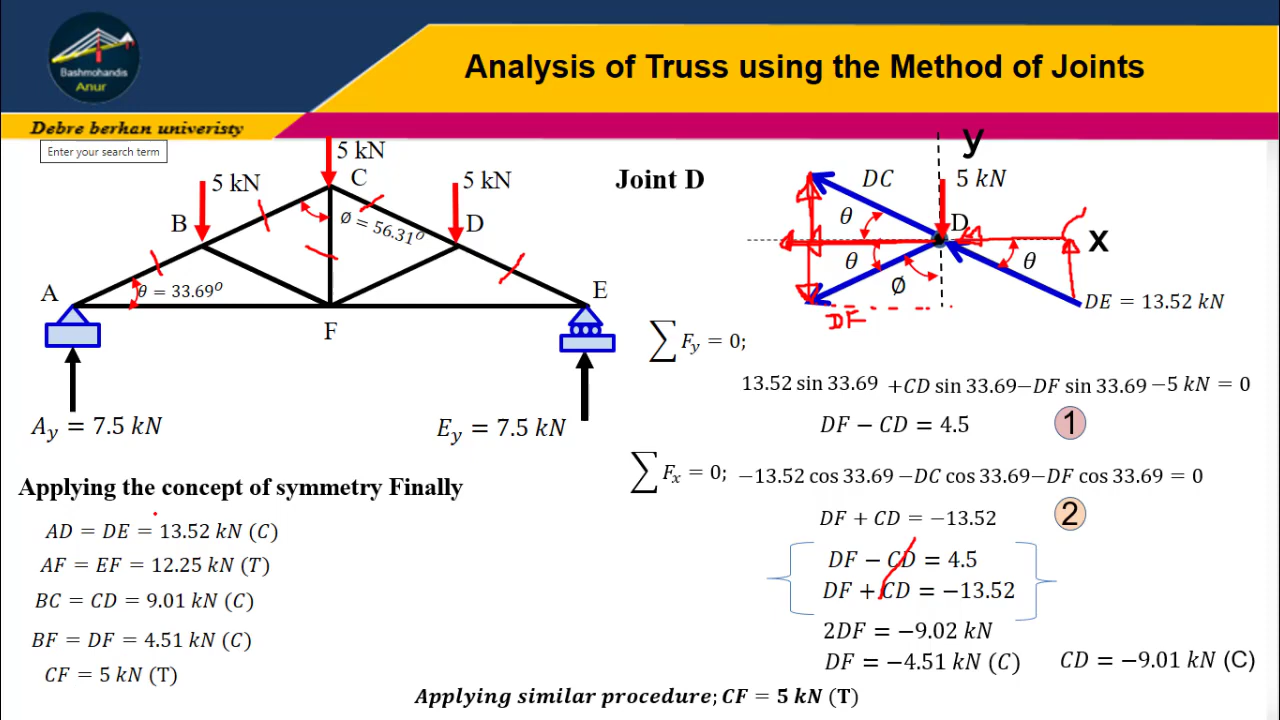 Bashmohandis
Anur
Analysis of Truss using the Method of Joints
Debre berhan univeristy
Enter your search term
5 kN
5 kN
C
5 kN
B
D
∅ = 56.31⁰
A
θ = 33.69⁰
E
F
A_y = 7.5 kN
E_y = 7.5 kN
Joint D
y
DC
5 kN
θ
D
x
θ
θ
∅
DF
DE = 13.52 kN
∑ F_y = 0;
13.52 sin 33.69 +CD sin 33.69−DF sin 33.69 −5 kN = 0
DF − CD = 4.5
1
∑ F_x = 0; −13.52 cos 33.69 −DC cos 33.69−DF cos 33.69 = 0
DF + CD = −13.52
2
DF − CD = 4.5
DF + CD = −13.52
2DF = −9.02 kN
DF = −4.51 kN (C)
CD = −9.01 kN (C)
Applying the concept of symmetry Finally
AD = DE = 13.52 kN (C)
AF = EF = 12.25 kN (T)
BC = CD = 9.01 kN (C)
BF = DF = 4.51 kN (C)
CF = 5 kN (T)
Applying similar procedure; CF = 5 kN (T)